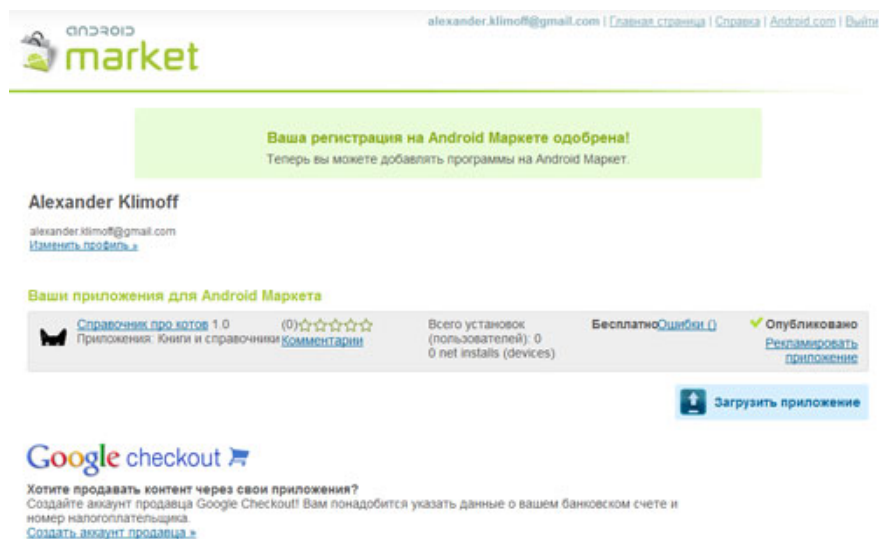 alexander.klimoff@gmail.com | Главная страница | Справка | Android.com | Выйти
android
market
Ваша регистрация на Android Маркете одобрена!
Теперь вы можете добавлять программы на Android Маркет.
Alexander Klimoff
alexander.klimoff@gmail.com
Изменить профиль »
Ваши приложения для Android Маркета
Справочник про котов 1.0 (0) Всего установок Бесплатно Ошибки () Опубликовано
Приложения: Книги и справочники Комментарии (пользователей): 0 Рекламировать
0 net installs (devices) приложение
Загрузить приложение
Google checkout
Хотите продавать контент через свои приложения?
Создайте аккаунт продавца Google Checkout! Вам понадобится указать данные о вашем банковском счете и
номер налогоплательщика.
Создать аккаунт продавца »